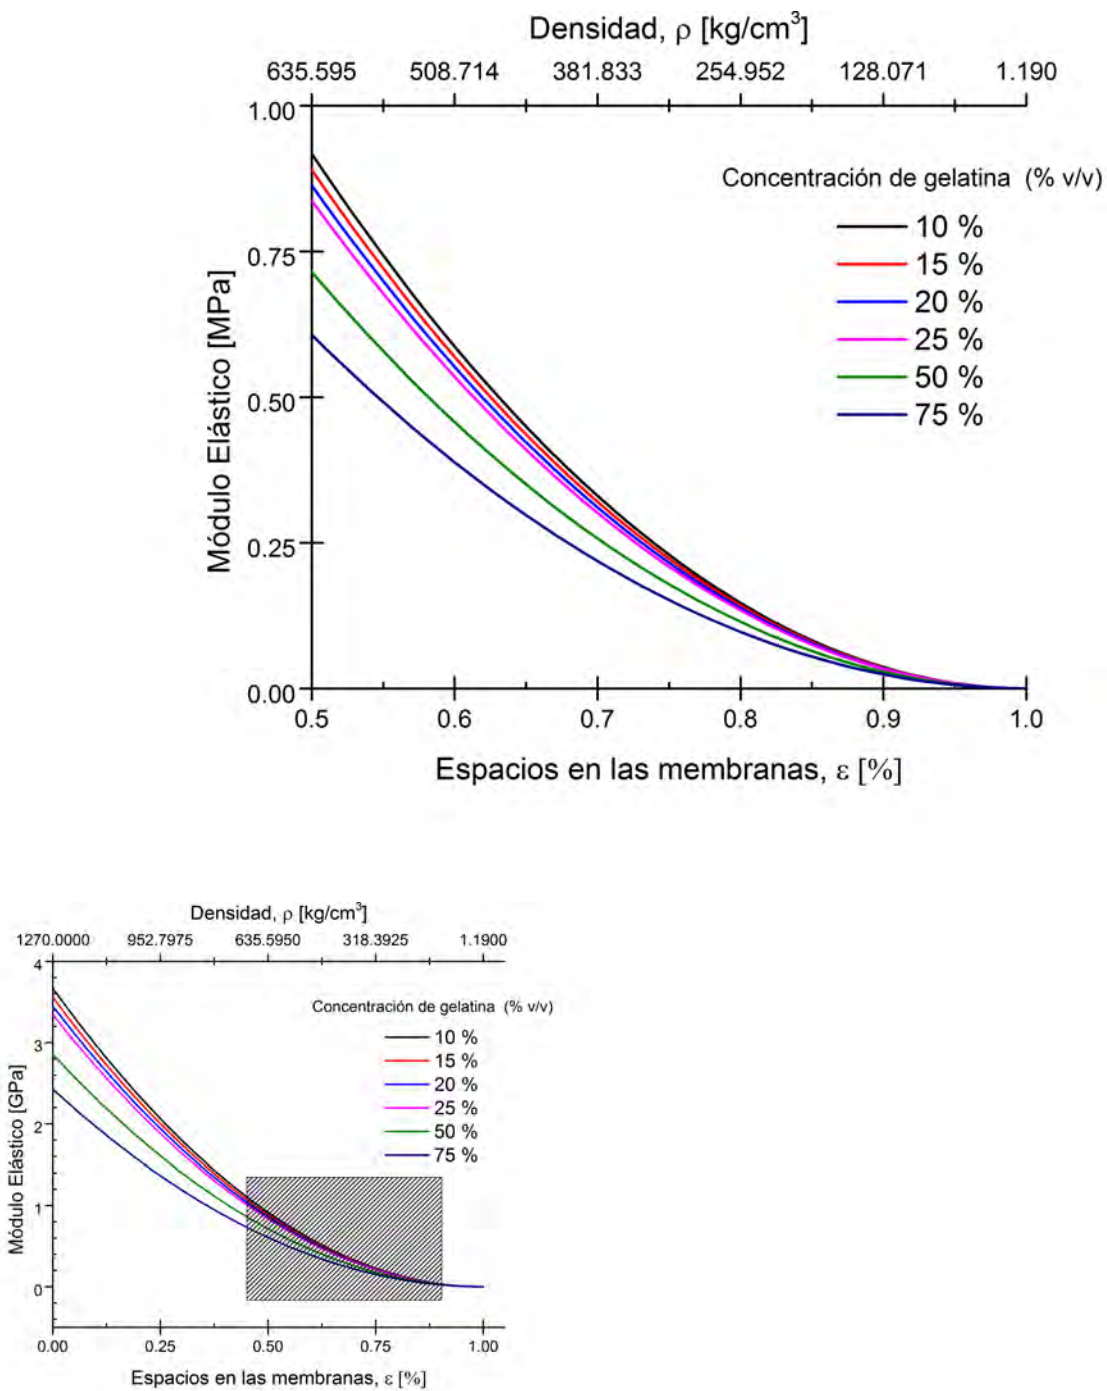 Densidad, ρ [kg/cm³]
635.595 508.714 381.833 254.952 128.071 1.190
1.00
Concentración de gelatina (% v/v)
10 %
15 %
0.75
20 %
25 %
50 %
0.50
75 %
Módulo Elástico [MPa]
0.25
0.00
0.5 0.6 0.7 0.8 0.9 1.0
Espacios en las membranas, ε [%]
Densidad, ρ [kg/cm³]
1270.0000 952.7975 635.5950 318.3925 1.1900
4
Concentración de gelatina (% v/v)
10 %
3
15 %
20 %
25 %
2
50 %
75 %
Módulo Elástico [GPa]
1
0
0.00 0.25 0.50 0.75 1.00
Espacios en las membranas, ε [%]